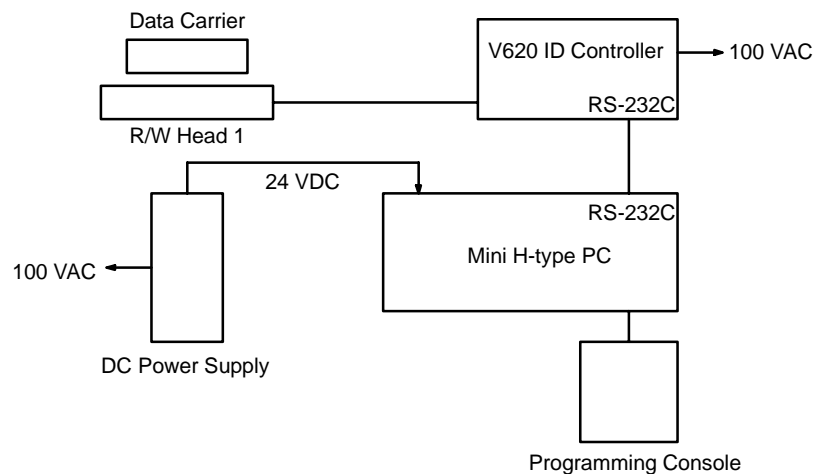 Data Carrier
V620 ID Controller
100 VAC
RS-232C
R/W Head 1
24 VDC
RS-232C
Mini H-type PC
100 VAC
DC Power Supply
Programming Console